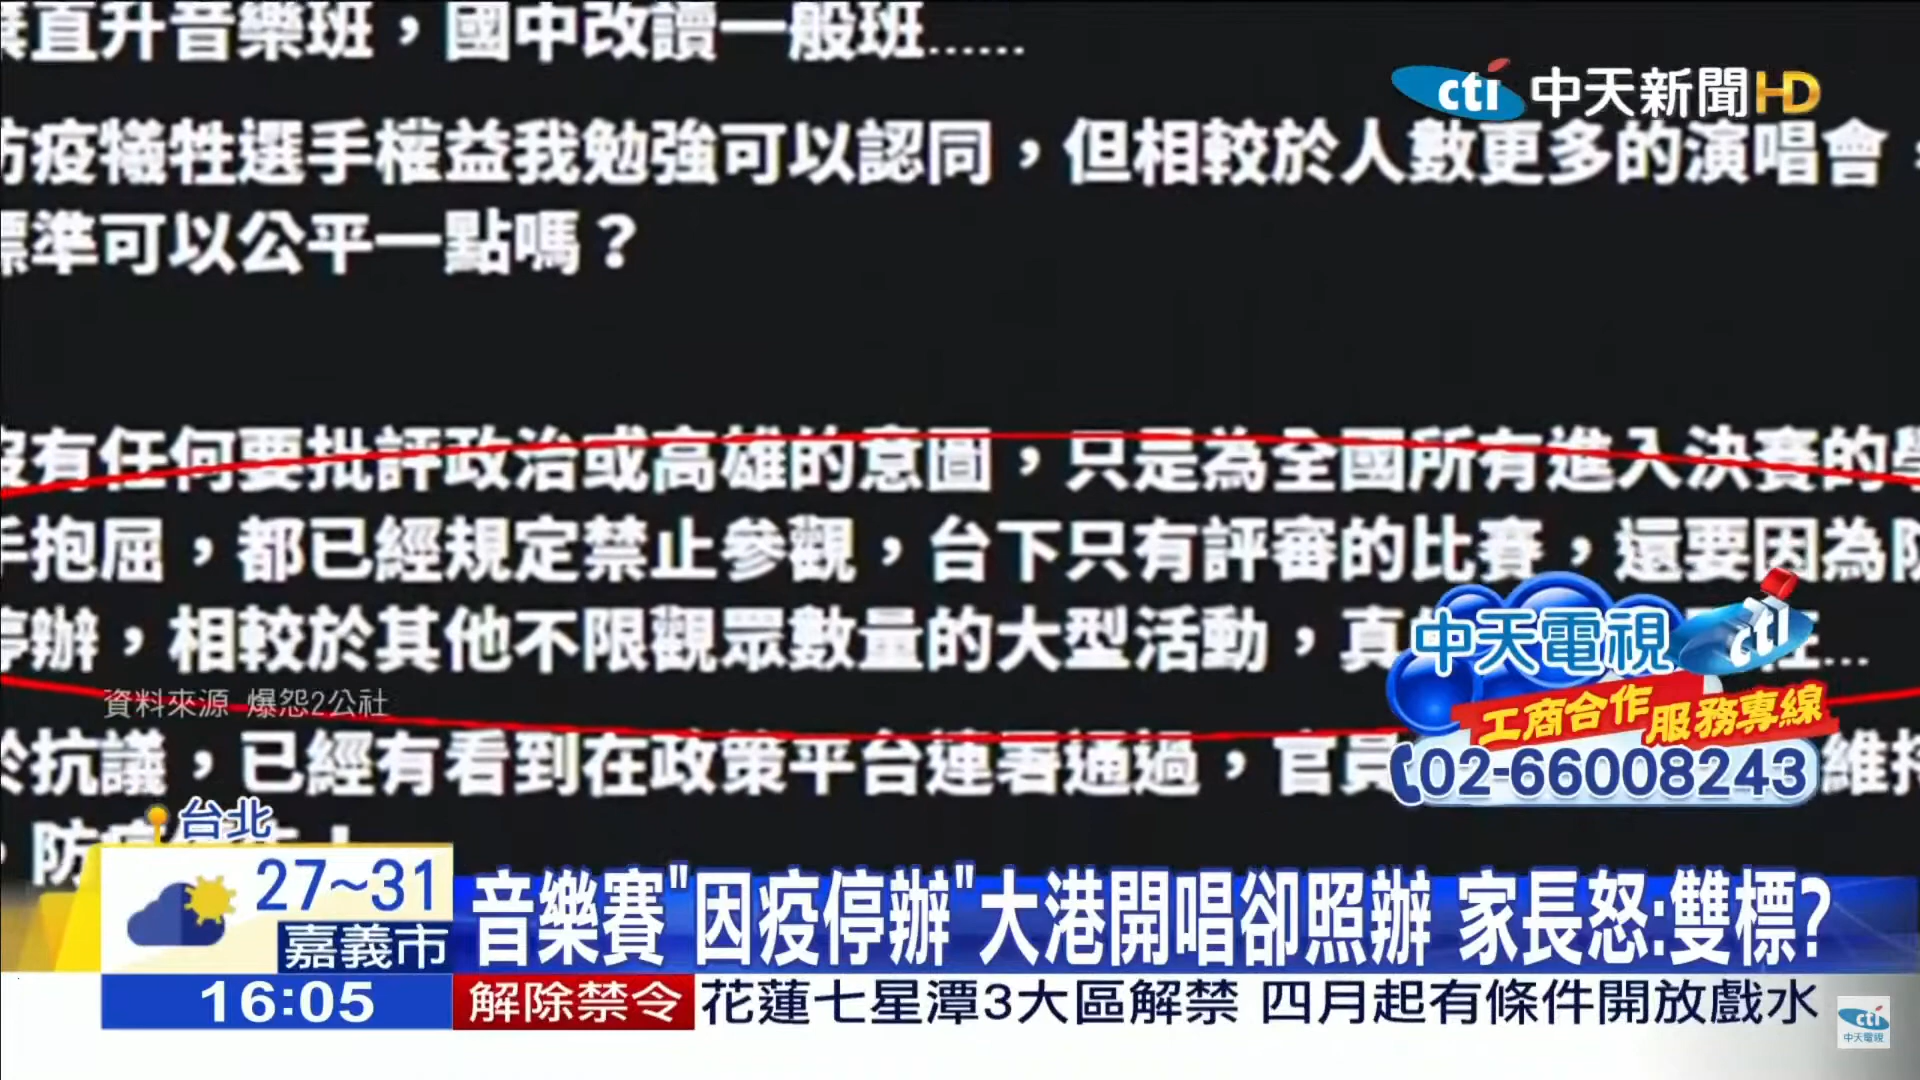 直升音樂班，國中改讀一般班......
cti 中天新聞HD
防疫犧牲選手權益我勉強可以認同，但相較於人數更多的演唱會，
標準可以公平一點嗎？
沒有任何要批評政治或高雄的意圖，只是為全國所有進入決賽的學
手抱屈，都已經規定禁止參觀，台下只有評審的比賽，還要因為防
停辦，相較於其他不限觀眾數量的大型活動，真
中天電視 cti
資料來源 爆怨2公社
工商合作 服務專線
於抗議，已經有看到在政策平台連署通過，官員
維持
02-66008243
台北
27~31
嘉義市
音樂賽"因疫停辦"大港開唱卻照辦 家長怒:雙標?
16:05
解除禁令 花蓮七星潭3大區解禁 四月起有條件開放戲水
cti
中天電視